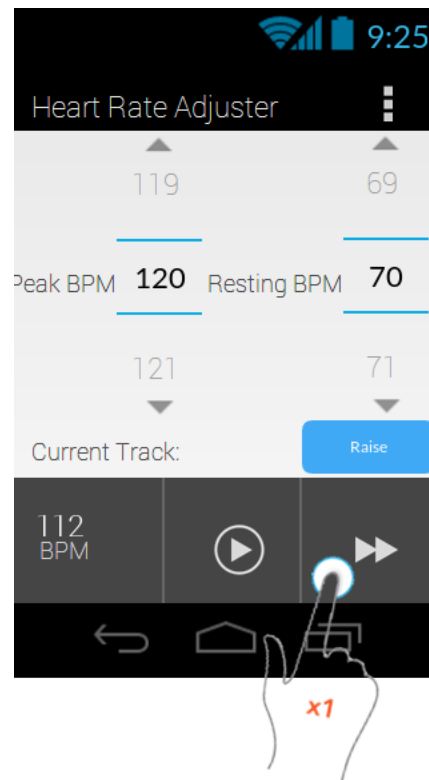 9:25
Heart Rate Adjuster
119 69
Peak BPM 120 Resting BPM 70
121 71
Current Track: Raise
112
BPM
x1